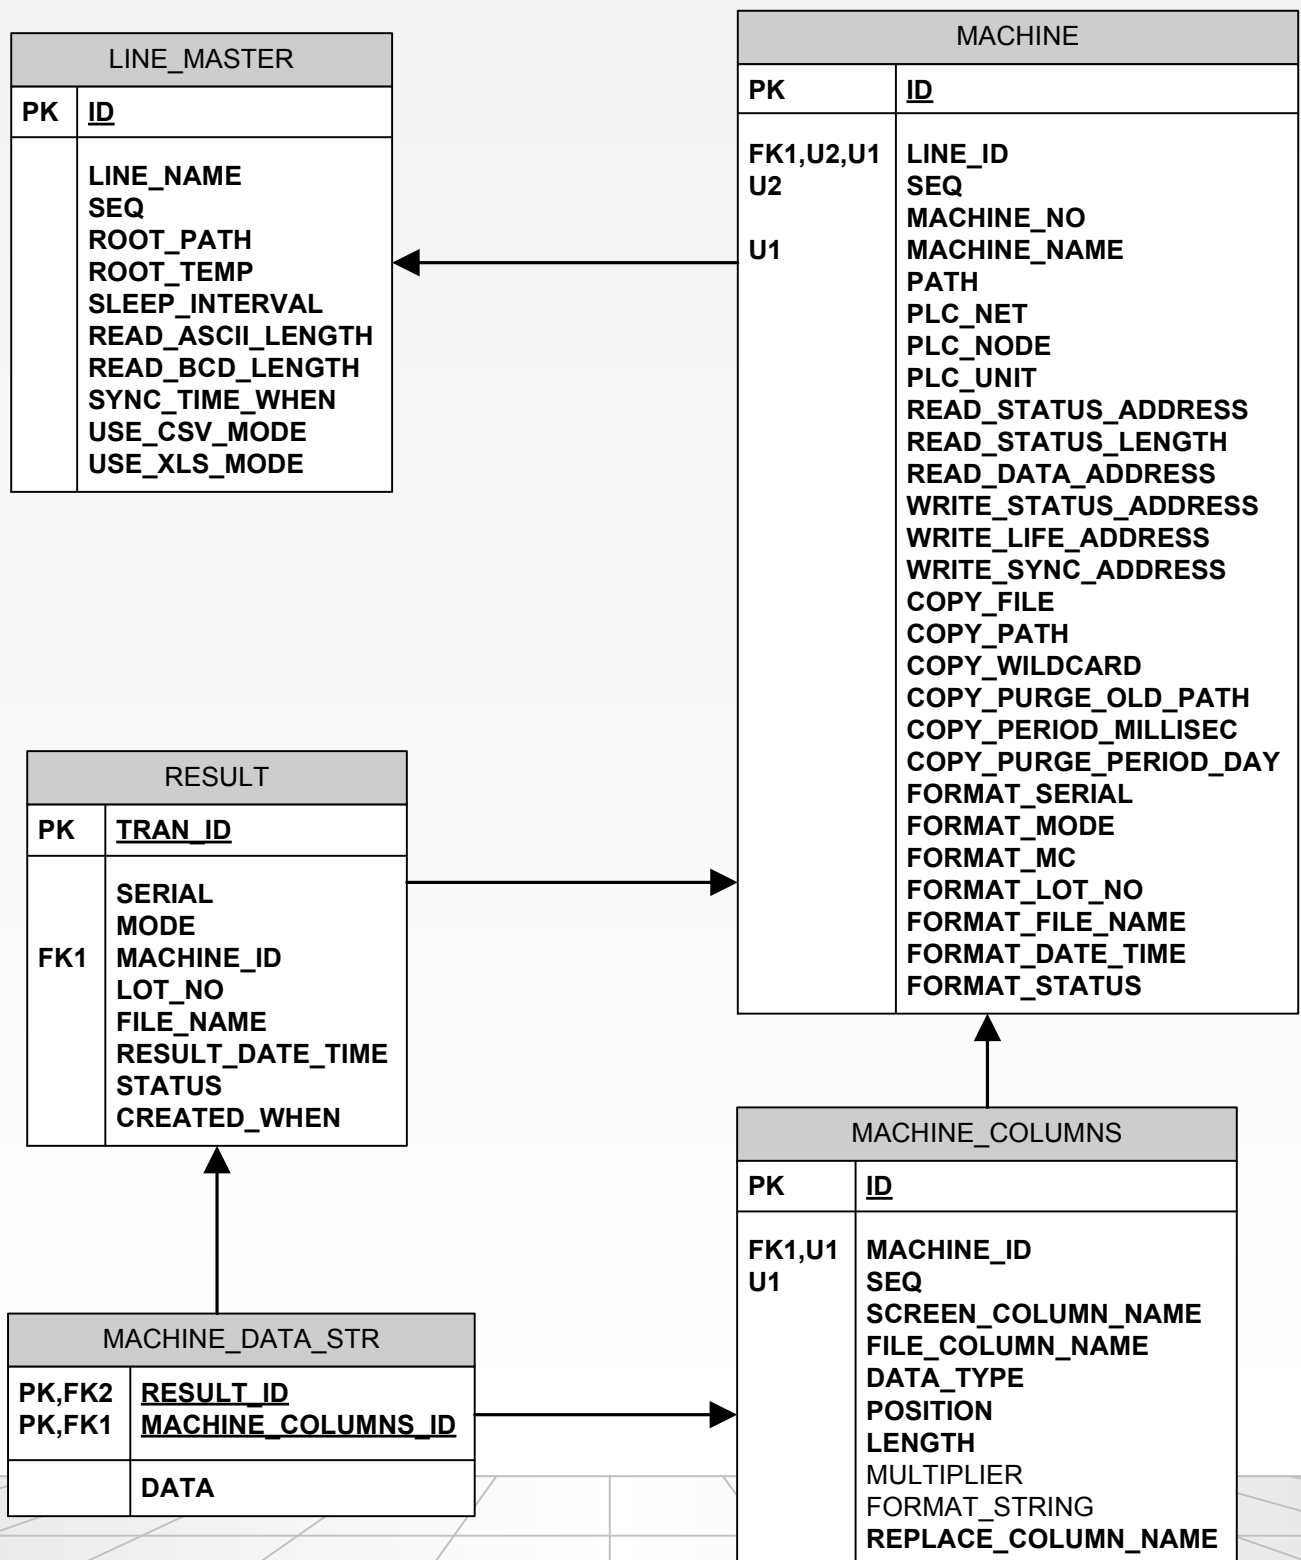 LINE_MASTER
PK ID
LINE_NAME
SEQ
ROOT_PATH
ROOT_TEMP
SLEEP_INTERVAL
READ_ASCII_LENGTH
READ_BCD_LENGTH
SYNC_TIME_WHEN
USE_CSV_MODE
USE_XLS_MODE
MACHINE
PK ID
FK1,U2,U1 LINE_ID
U2 SEQ
MACHINE_NO
U1 MACHINE_NAME
PATH
PLC_NET
PLC_NODE
PLC_UNIT
READ_STATUS_ADDRESS
READ_STATUS_LENGTH
READ_DATA_ADDRESS
WRITE_STATUS_ADDRESS
WRITE_LIFE_ADDRESS
WRITE_SYNC_ADDRESS
COPY_FILE
COPY_PATH
COPY_WILDCARD
COPY_PURGE_OLD_PATH
COPY_PERIOD_MILLISEC
COPY_PURGE_PERIOD_DAY
FORMAT_SERIAL
FORMAT_MODE
FORMAT_MC
FORMAT_LOT_NO
FORMAT_FILE_NAME
FORMAT_DATE_TIME
FORMAT_STATUS
RESULT
PK TRAN_ID
SERIAL
MODE
FK1 MACHINE_ID
LOT_NO
FILE_NAME
RESULT_DATE_TIME
STATUS
CREATED_WHEN
MACHINE_COLUMNS
PK ID
FK1,U1 MACHINE_ID
U1 SEQ
SCREEN_COLUMN_NAME
FILE_COLUMN_NAME
DATA_TYPE
POSITION
LENGTH
MULTIPLIER
FORMAT_STRING
REPLACE_COLUMN_NAME
MACHINE_DATA_STR
PK,FK2 RESULT_ID
PK,FK1 MACHINE_COLUMNS_ID
DATA